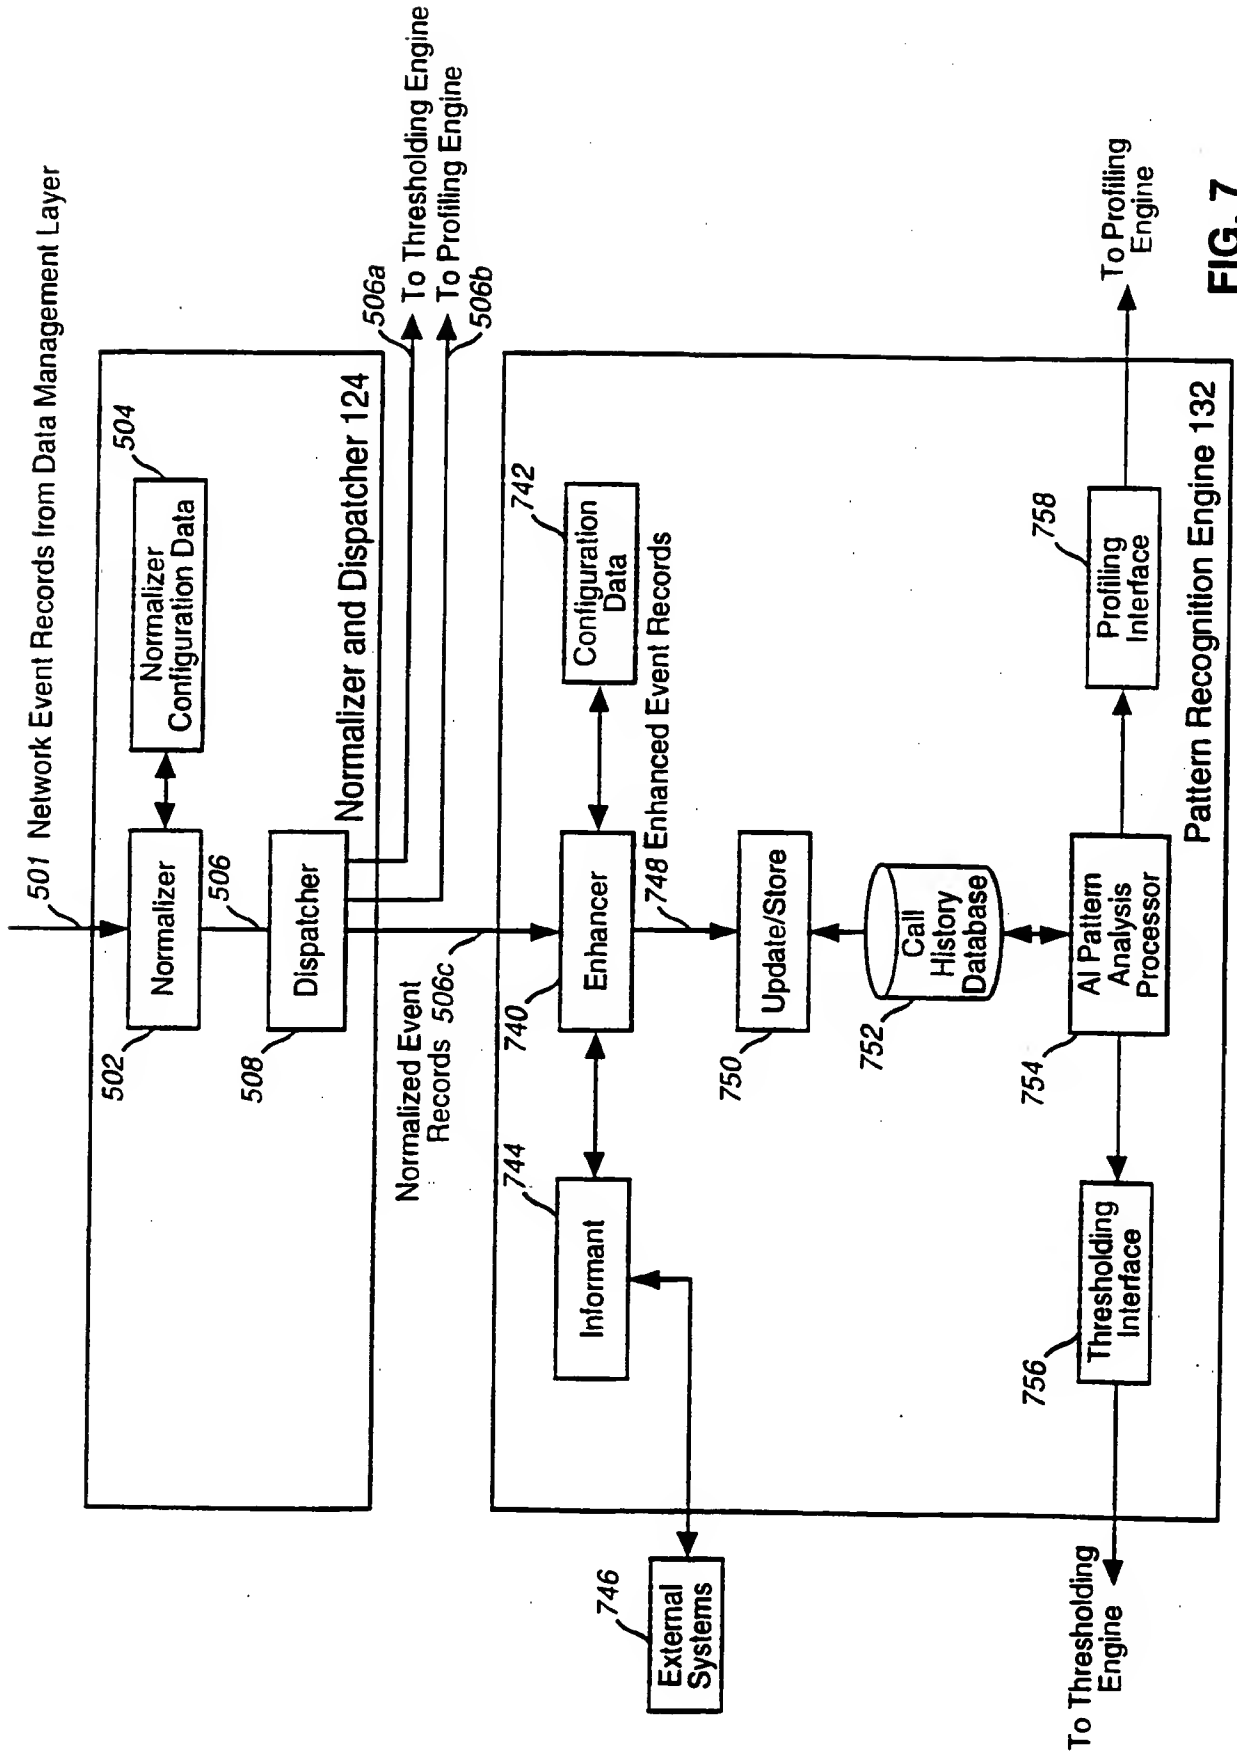 501 Network Event Records from Data Management Layer
504
Normalizer
Configuration Data
Normalizer
502
506
Dispatcher
508
Normalizer and Dispatcher 124
506a
To Thresholding Engine
To Profiling Engine
506b
Normalized Event
Records 506c
744
Informant
740
Enhancer
742
Configuration
Data
746
External
Systems
748 Enhanced Event Records
750
Update/Store
752
Call
History
Database
754
AI Pattern
Analysis
Processor
756
Thresholding
Interface
758
Profiling
Interface
To Thresholding
Engine
To Profiling
Engine
Pattern Recognition Engine 132
FIG. 7